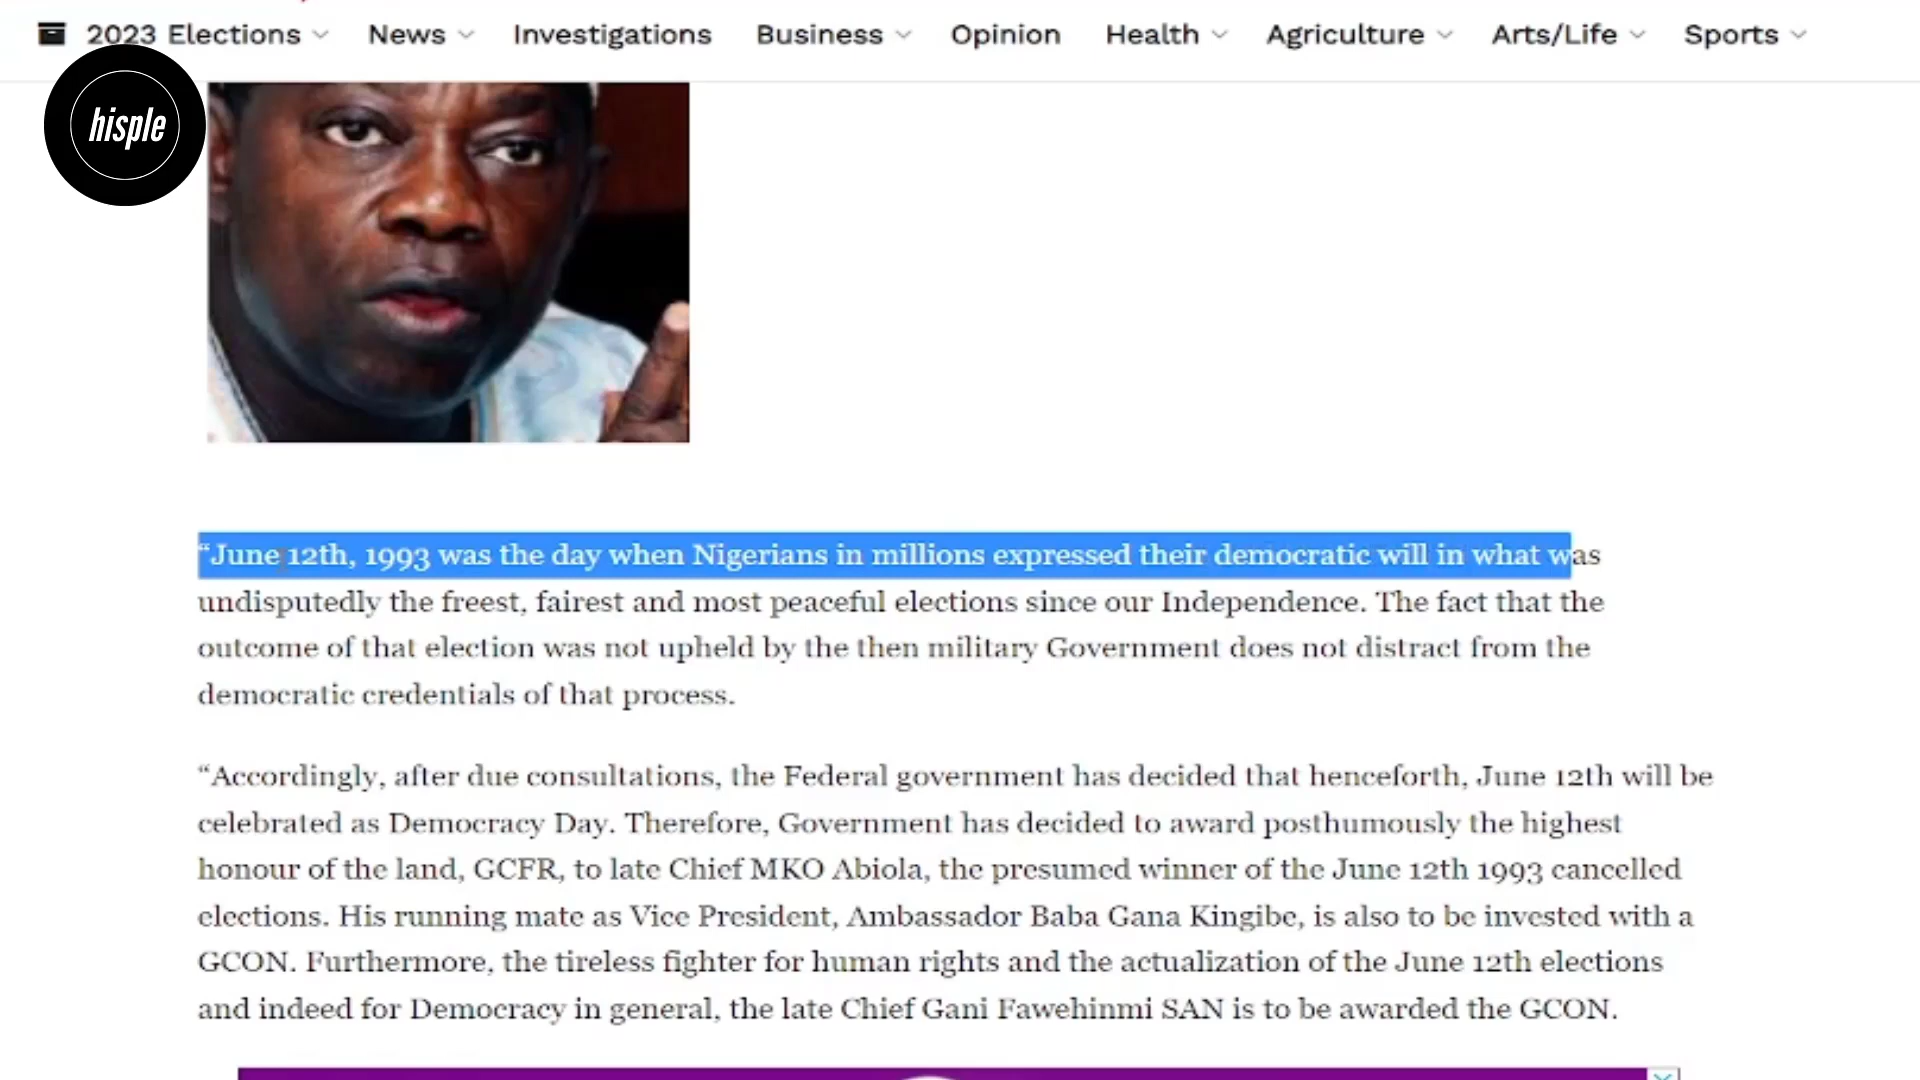 2023 Elections News Investigations Business Opinion Health Agriculture Arts/Life Sports
hisple
“June 12th, 1993 was the day when Nigerians in millions expressed their democratic will in what was
undisputedly the freest, fairest and most peaceful elections since our Independence. The fact that the
outcome of that election was not upheld by the then military Government does not distract from the
democratic credentials of that process.
“Accordingly, after due consultations, the Federal government has decided that henceforth, June 12th will be
celebrated as Democracy Day. Therefore, Government has decided to award posthumously the highest
honour of the land, GCFR, to late Chief MKO Abiola, the presumed winner of the June 12th 1993 cancelled
elections. His running mate as Vice President, Ambassador Baba Gana Kingibe, is also to be invested with a
GCON. Furthermore, the tireless fighter for human rights and the actualization of the June 12th elections
and indeed for Democracy in general, the late Chief Gani Fawehinmi SAN is to be awarded the GCON.